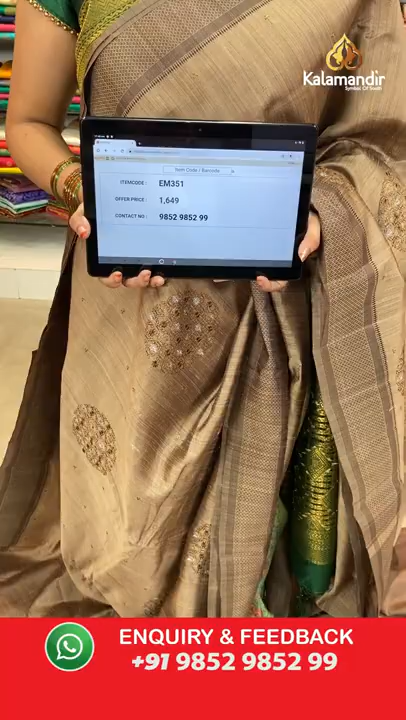 Kalamandir
Symbol Of South
Item Code / Barcode
ITEMCODE : EM351
OFFER PRICE : 1,649
CONTACT NO : 9852 9852 99
ENQUIRY & FEEDBACK
+91 9852 9852 99